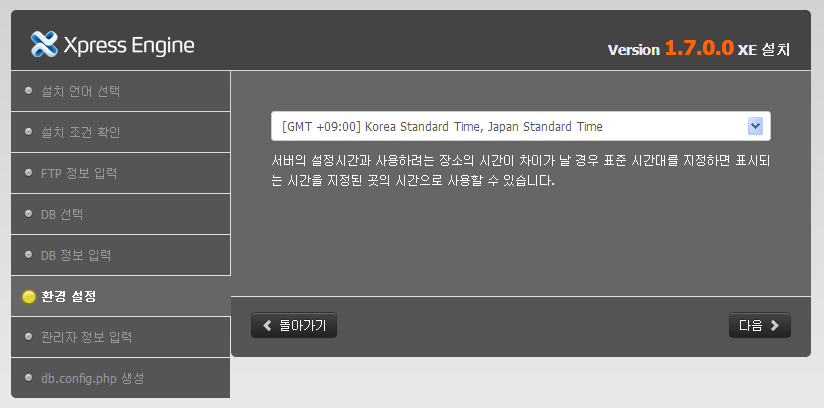 Xpress Engine
Version 1.7.0.0 XE 설치
설치 언어 선택
설치 조건 확인
FTP 정보 입력
DB 선택
DB 정보 입력
환경 설정
관리자 정보 입력
db.config.php 생성
[GMT +09:00] Korea Standard Time, Japan Standard Time
서버의 설정시간과 사용하려는 장소의 시간이 차이가 날 경우 표준 시간대를 지정하면 표시되
는 시간을 지정된 곳의 시간으로 사용할 수 있습니다.
돌아가기
다음